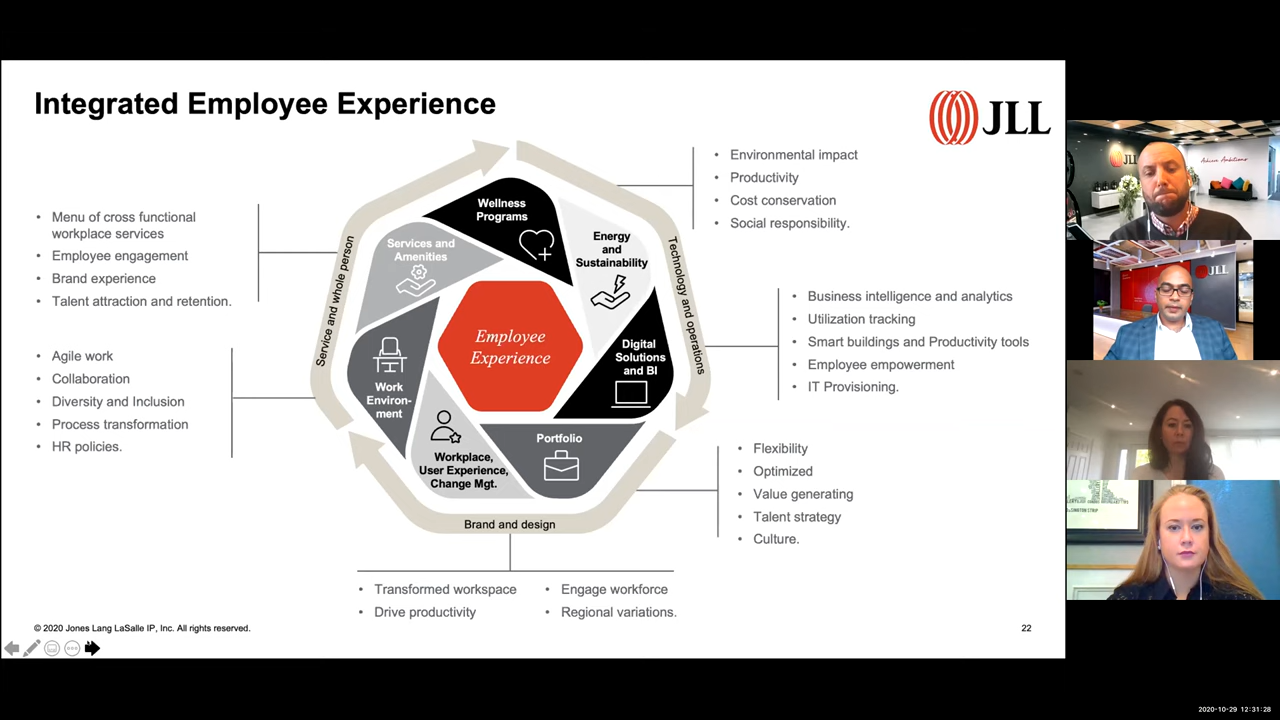 Integrated Employee Experience
JLL
• Menu of cross functional
workplace services
• Employee engagement
• Brand experience
• Talent attraction and retention.
• Agile work
• Collaboration
• Diversity and Inclusion
• Process transformation
• HR policies.
Service and whole person
Technology and operations
Brand and design
Wellness
Programs
Energy
and
Sustainability
Digital
Solutions
and BI
Portfolio
Workplace,
User Experience,
Change Mgt.
Work
Environ-
ment
Services and
Amenities
Employee
Experience
• Environmental impact
• Productivity
• Cost conservation
• Social responsibility.
• Business intelligence and analytics
• Utilization tracking
• Smart buildings and Productivity tools
• Employee empowerment
• IT Provisioning.
• Flexibility
• Optimized
• Value generating
• Talent strategy
• Culture.
• Transformed workspace
• Drive productivity
• Engage workforce
• Regional variations.
© 2020 Jones Lang LaSalle IP, Inc. All rights reserved.
22
JLL
Achieve Ambitions
JLL
2020-10-29 12:31:28